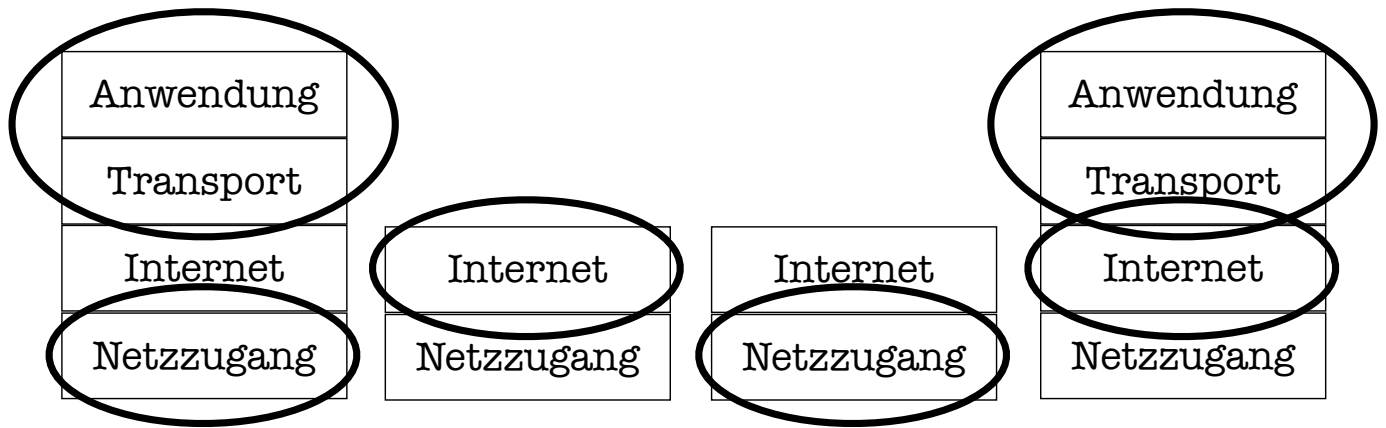 Anwendung
Transport
Internet
Netzzugang
Internet
Netzzugang
Internet
Netzzugang
Anwendung
Transport
Internet
Netzzugang